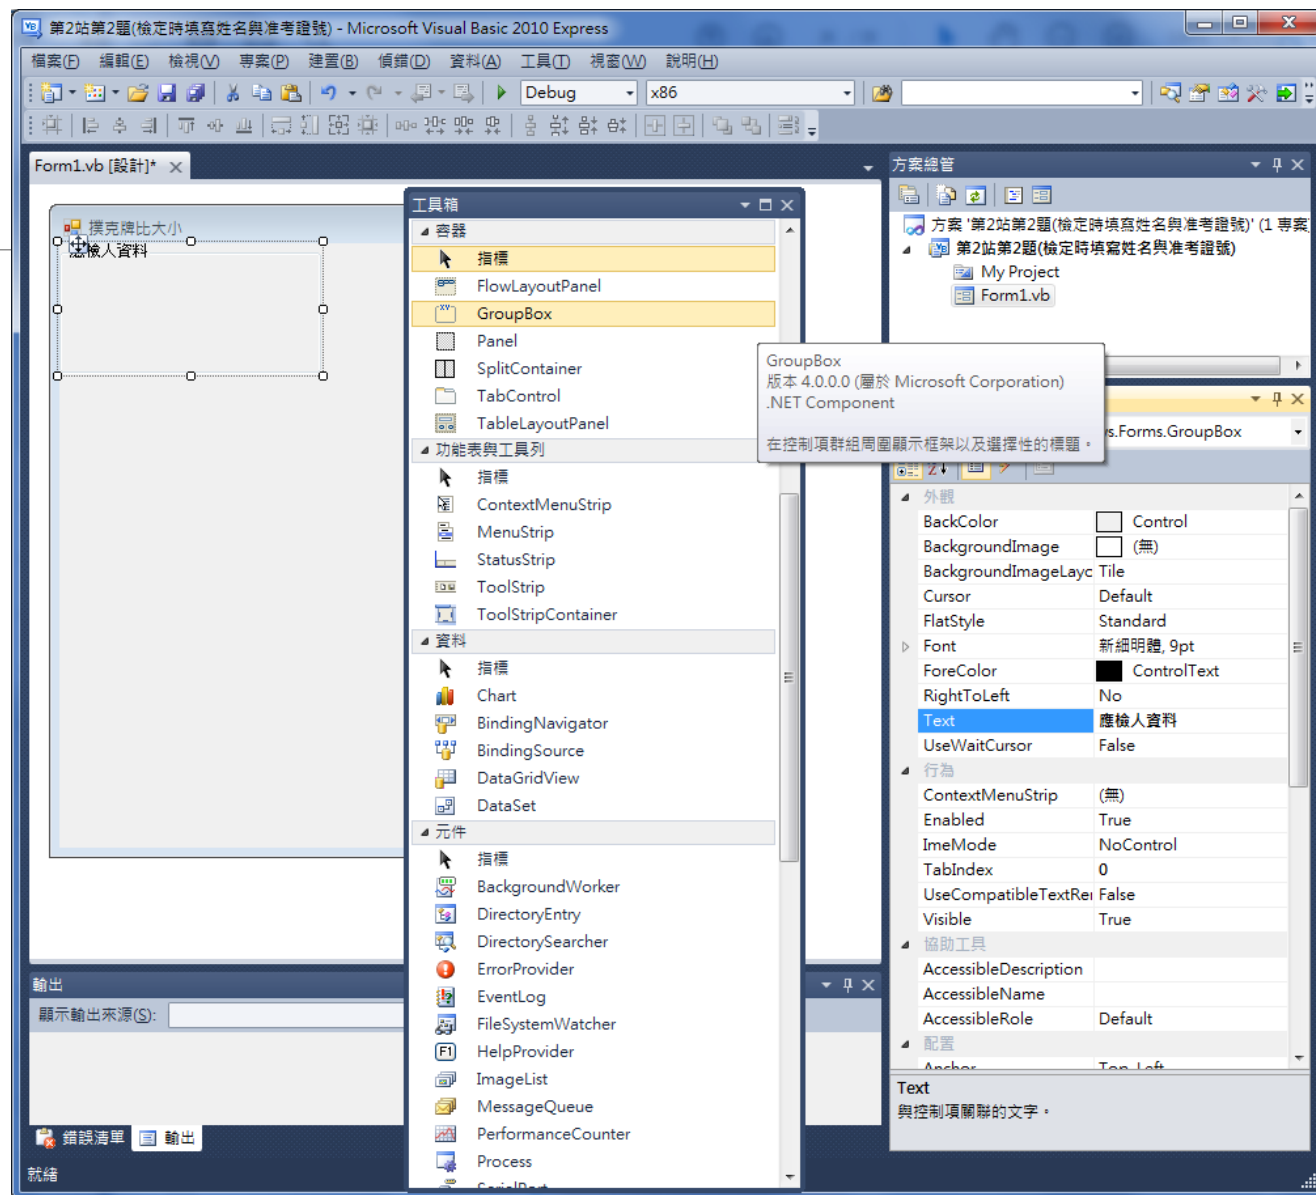 第2站第2題(檢定時填寫姓名與准考證號) - Microsoft Visual Basic 2010 Express
檔案(F) 編輯(E) 檢視(V) 專案(P) 建置(B) 偵錯(D) 資料(A) 工具(T) 視窗(W) 說明(H)
Debug x86
Form1.vb [設計]*
撲克牌比大小
應檢人資料
工具箱
容器
指標
FlowLayoutPanel
GroupBox
Panel
SplitContainer
TabControl
TableLayoutPanel
功能表與工具列
指標
ContextMenuStrip
MenuStrip
StatusStrip
ToolStrip
ToolStripContainer
資料
指標
Chart
BindingNavigator
BindingSource
DataGridView
DataSet
元件
指標
BackgroundWorker
DirectoryEntry
DirectorySearcher
ErrorProvider
EventLog
FileSystemWatcher
HelpProvider
ImageList
MessageQueue
PerformanceCounter
Process
SerialPort
GroupBox
版本 4.0.0.0 (屬於 Microsoft Corporation)
.NET Component
在控制項群組周圍顯示框架以及選擇性的標題。
方案總管
方案 '第2站第2題(檢定時填寫姓名與准考證號)' (1 專案
第2站第2題(檢定時填寫姓名與准考證號)
My Project
Form1.vb
s.Forms.GroupBox
外觀
BackColor Control
BackgroundImage (無)
BackgroundImageLayc Tile
Cursor Default
FlatStyle Standard
Font 新細明體, 9pt
ForeColor ControlText
RightToLeft No
Text 應檢人資料
UseWaitCursor False
行為
ContextMenuStrip (無)
Enabled True
ImeMode NoControl
TabIndex 0
UseCompatibleTextRei False
Visible True
協助工具
AccessibleDescription
AccessibleName
AccessibleRole Default
配置
Anchor Top, Left
Text
與控制項關聯的文字。
輸出
顯示輸出來源(S):
錯誤清單 輸出
就緒